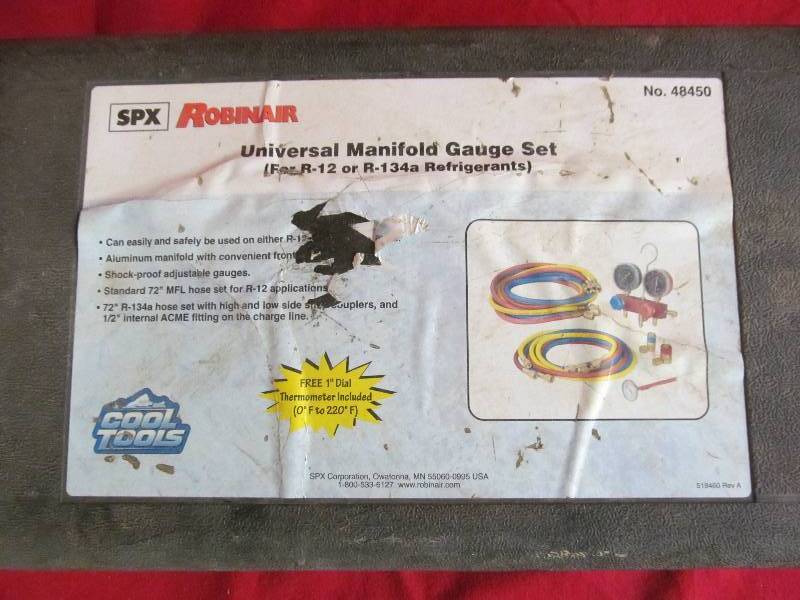 No. 48450
SPX ROBINAIR
Universal Manifold Gauge Set
(For R-12 or R-134a Refrigerants)
• Can easily and safely be used on either R-12
• Aluminum manifold with convenient front
• Shock-proof adjustable gauges.
• Standard 72" MFL hose set for R-12 applications
• 72" R-134a hose set with high and low side couplers, and
1/2" internal ACME fitting on the charge line.
FREE 1" Dial
Thermometer Included
(0° F to 220° F)
COOL
TOOLS
SPX Corporation, Owatonna, MN 55060-0995 USA
1-800-533-6127 www.robinair.com
519460 Rev A